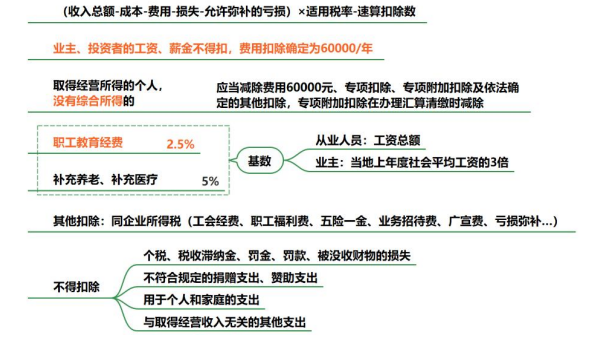 （收入总额-成本-费用-损失-允许弥补的亏损）×适用税率-速算扣除数
业主、投资者的工资、薪金不得扣，费用扣除确定为60000/年
取得经营所得的个人，
没有综合所得的
应当减除费用60000元、专项扣除、专项附加扣除及依法确
定的其他扣除，专项附加扣除在办理汇算清缴时减除
职工教育经费 2.5%
补充养老、补充医疗 5%
基数
从业人员：工资总额
业主：当地上年度社会平均工资的3倍
其他扣除：同企业所得税（工会经费、职工福利费、五险一金、业务招待费、广宣费、亏损弥补...）
不得扣除
个税、税收滞纳金、罚金、罚款、被没收财物的损失
不符合规定的捐赠支出、赞助支出
用于个人和家庭的支出
与取得经营收入无关的其他支出